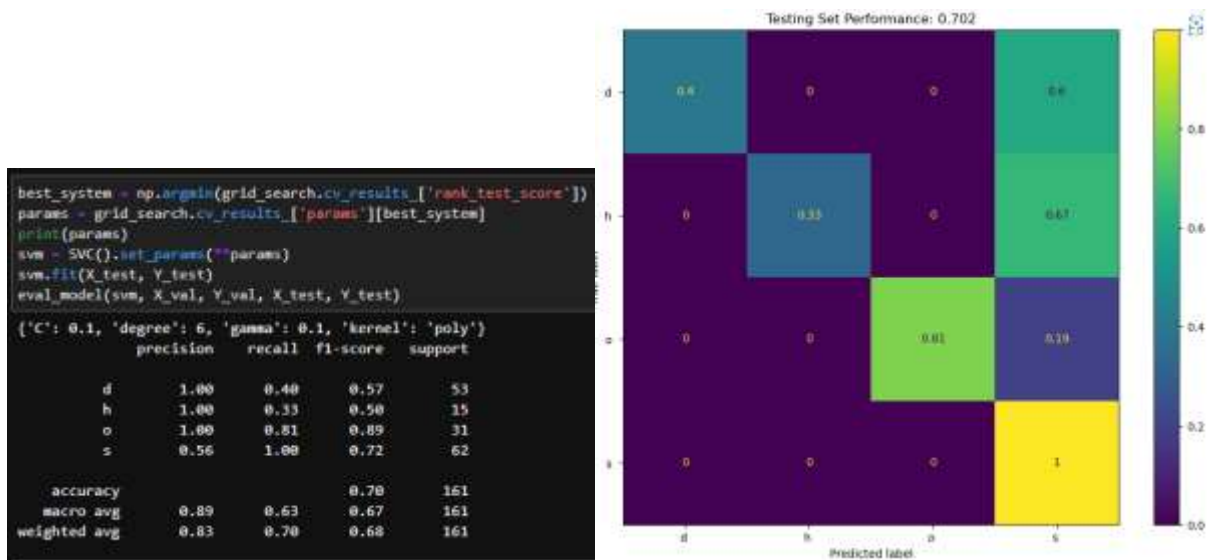 best_system = np.argmin(grid_search.cv_results_['rank_test_score'])
params = grid_search.cv_results_['params'][best_system]
print(params)
svm = SVC().set_params(**params)
svm.fit(X_test, Y_test)
eval_model(svm, X_val, Y_val, X_test, Y_test)
{'C': 0.1, 'degree': 6, 'gamma': 0.1, 'kernel': 'poly'}
precision recall f1-score support
d 1.00 0.40 0.57 53
h 1.00 0.33 0.50 15
o 1.00 0.81 0.89 31
s 0.56 1.00 0.72 62
accuracy 0.70 161
macro avg 0.89 0.63 0.67 161
weighted avg 0.83 0.70 0.68 161
Testing Set Performance: 0.702
1.0
d 0.4 0 0 0.6
0.8
h 0 0.33 0 0.67
0.6
o 0 0 0.81 0.19
0.4
0.2
s 0 0 0 1
0.0
d h o s
Predicted label